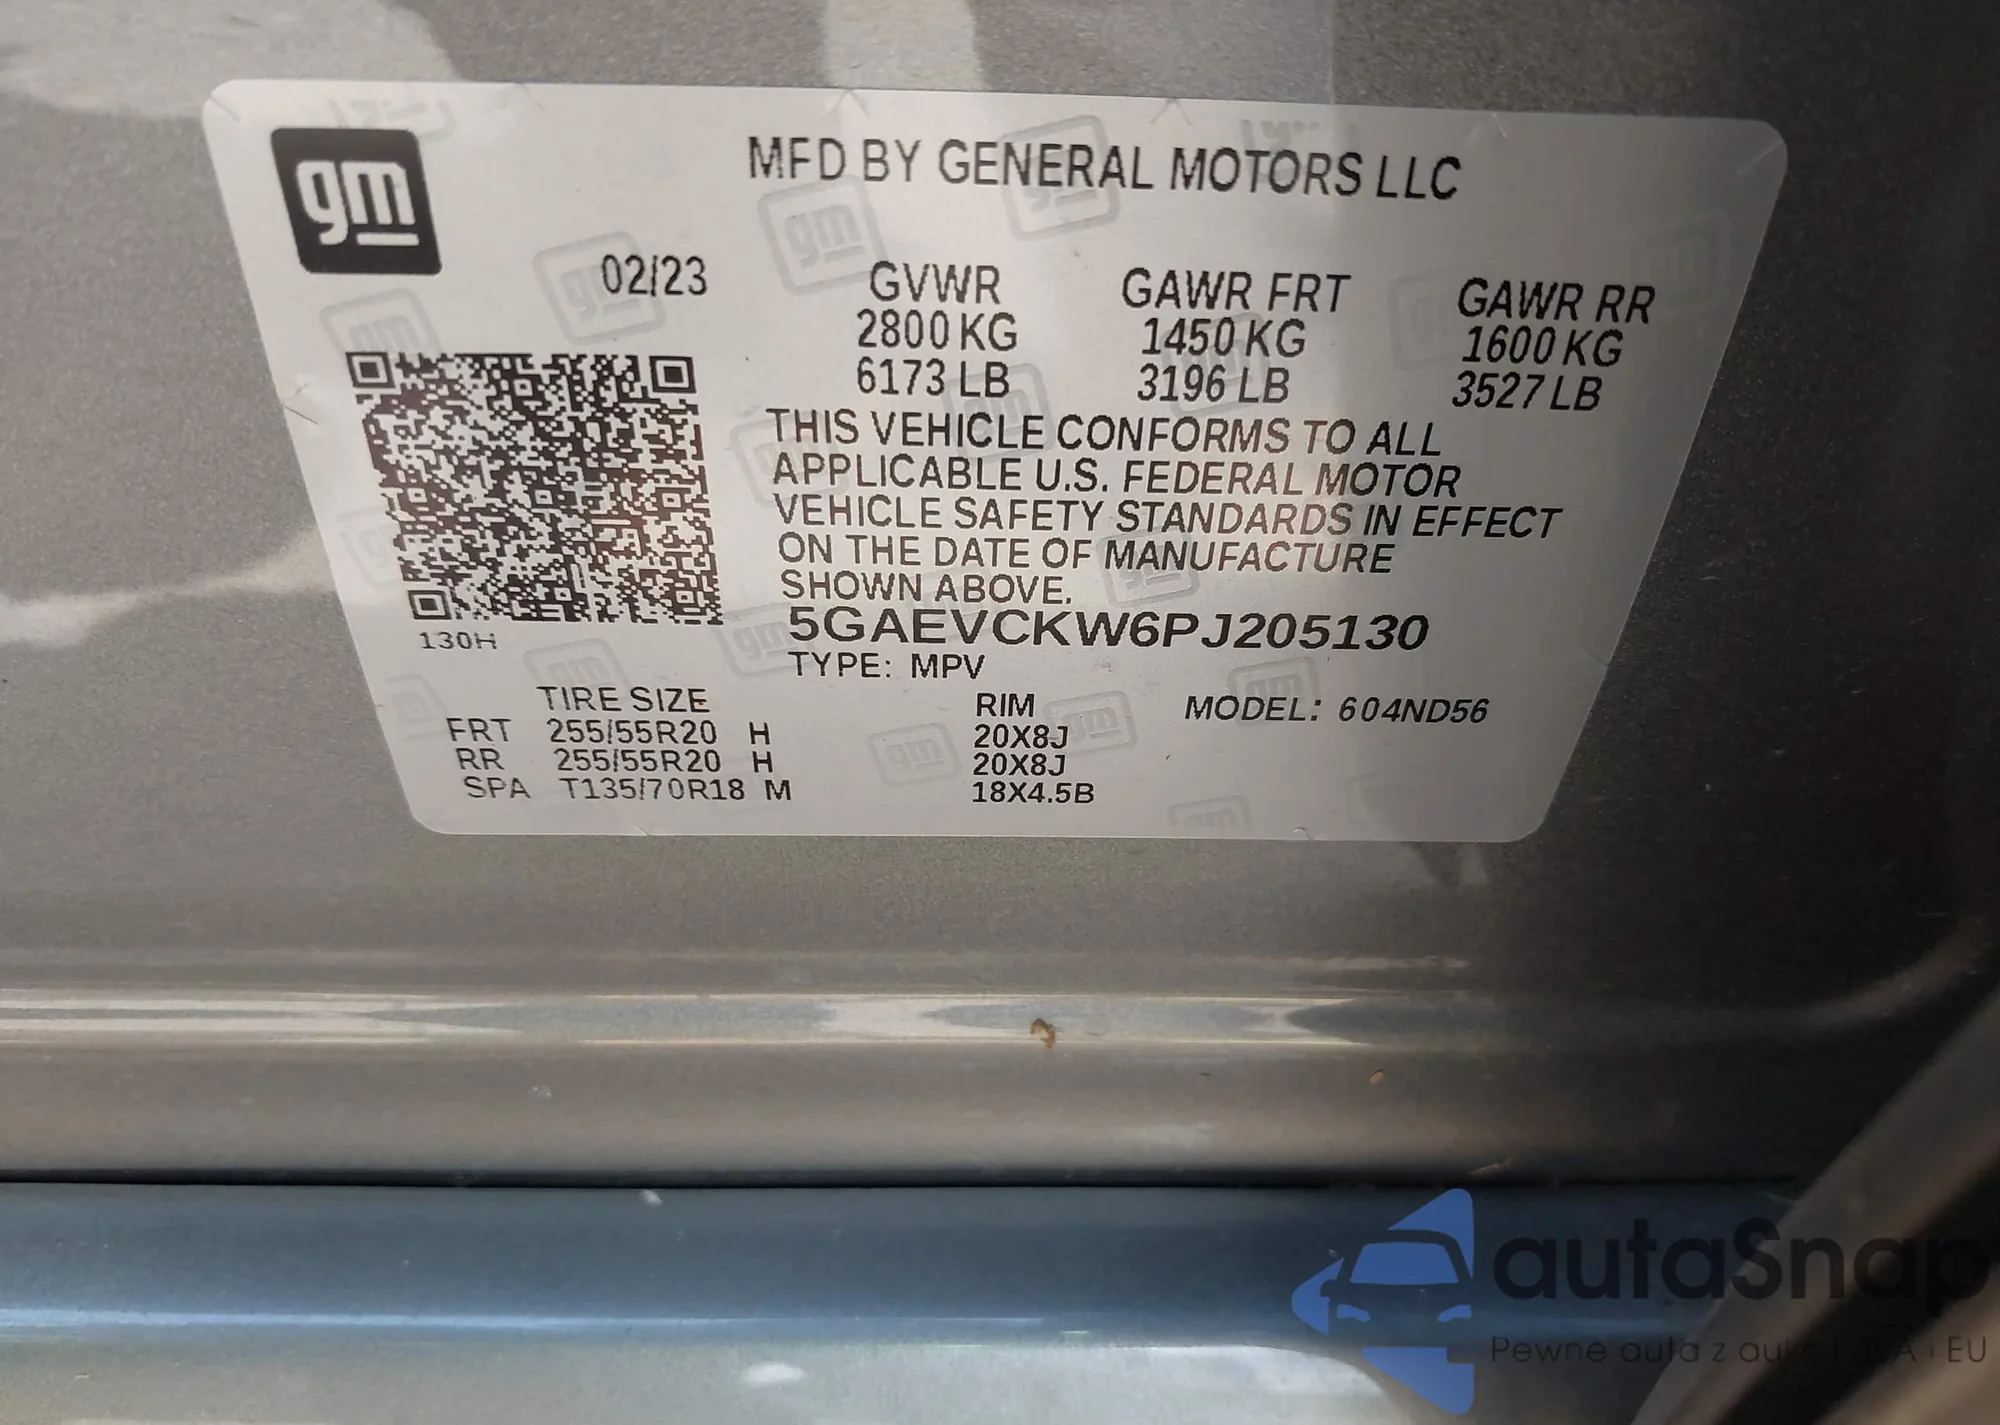 gm
MFD BY GENERAL MOTORS LLC
02/23
GVWR GAWR FRT GAWR RR
2800 KG 1450 KG 1600 KG
6173 LB 3196 LB 3527 LB
THIS VEHICLE CONFORMS TO ALL
APPLICABLE U.S. FEDERAL MOTOR
VEHICLE SAFETY STANDARDS IN EFFECT
ON THE DATE OF MANUFACTURE
SHOWN ABOVE.
130H
5GAEVCKW6PJ205130
TYPE: MPV
TIRE SIZE RIM MODEL: 604ND56
FRT 255/55R20 H 20X8J
RR 255/55R20 H 20X8J
SPA T135/70R18 M 18X4.5B
autaSnap
Pewne auta z i EU